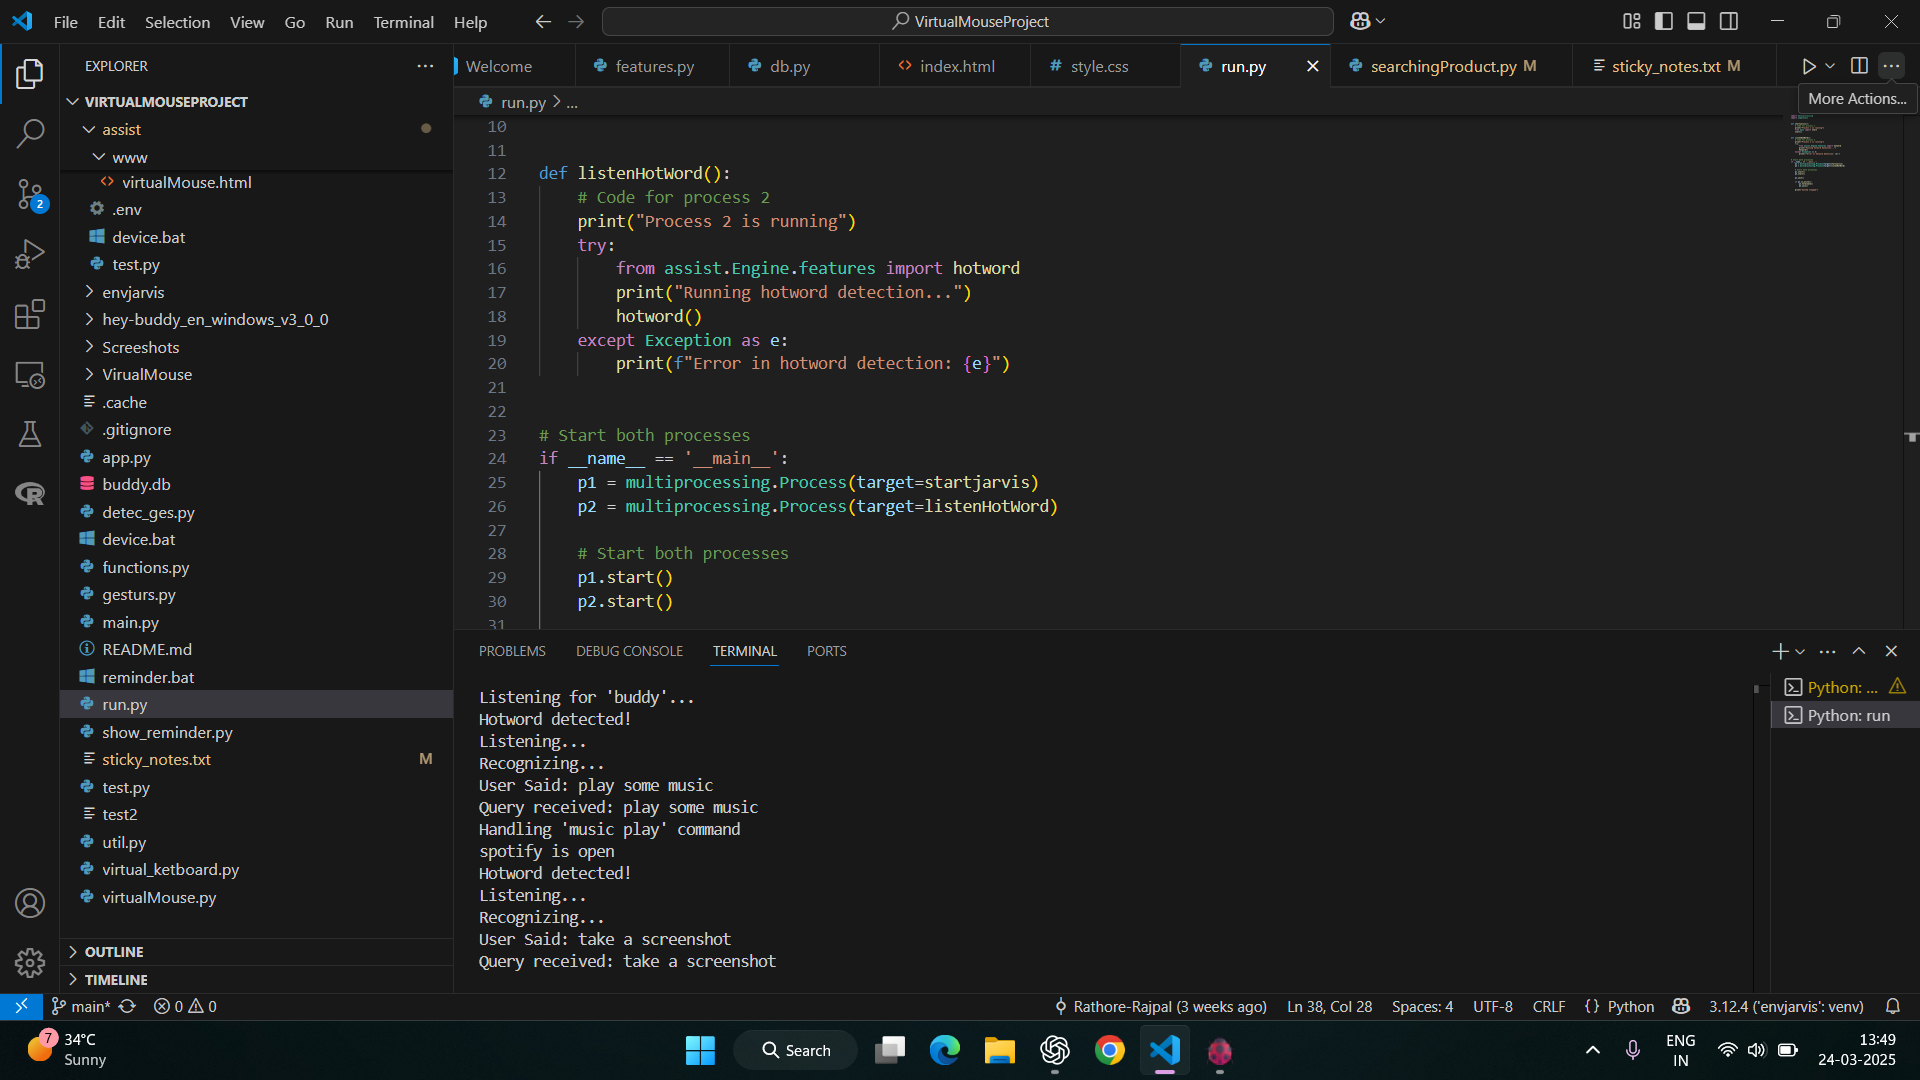 File Edit Selection View Go Run Terminal Help
VirtualMouseProject
EXPLORER
VIRTUALMOUSEPROJECT
assist
www
virtualMouse.html
.env
device.bat
test.py
envjarvis
hey-buddy_en_windows_v3_0_0
Screeshots
VirualMouse
.cache
.gitignore
app.py
buddy.db
detec_ges.py
device.bat
functions.py
gesturs.py
main.py
README.md
reminder.bat
run.py
show_reminder.py
sticky_notes.txt M
test.py
test2
util.py
virtual_ketboard.py
virtualMouse.py
OUTLINE
TIMELINE
2
Welcome features.py db.py index.html style.css run.py searchingProduct.py M sticky_notes.txt M
More Actions...
run.py > ...
10
11
12 def listenHotWord():
13 # Code for process 2
14 print("Process 2 is running")
15 try:
16 from assist.Engine.features import hotword
17 print("Running hotword detection...")
18 hotword()
19 except Exception as e:
20 print(f"Error in hotword detection: {e}")
21
22
23 # Start both processes
24 if __name__ == '__main__':
25 p1 = multiprocessing.Process(target=startjarvis)
26 p2 = multiprocessing.Process(target=listenHotWord)
27
28 # Start both processes
29 p1.start()
30 p2.start()
31
PROBLEMS DEBUG CONSOLE TERMINAL PORTS
Listening for 'buddy'...
Hotword detected!
Listening...
Recognizing...
User Said: play some music
Query received: play some music
Handling 'music play' command
spotify is open
Hotword detected!
Listening...
Recognizing...
User Said: take a screenshot
Query received: take a screenshot
Python: ...
Python: run
main* 0 0 Rathore-Rajpal (3 weeks ago) Ln 38, Col 28 Spaces: 4 UTF-8 CRLF {} Python 3.12.4 ('envjarvis': venv)
7
34°C
Sunny
Search
ENG
IN
13:49
24-03-2025